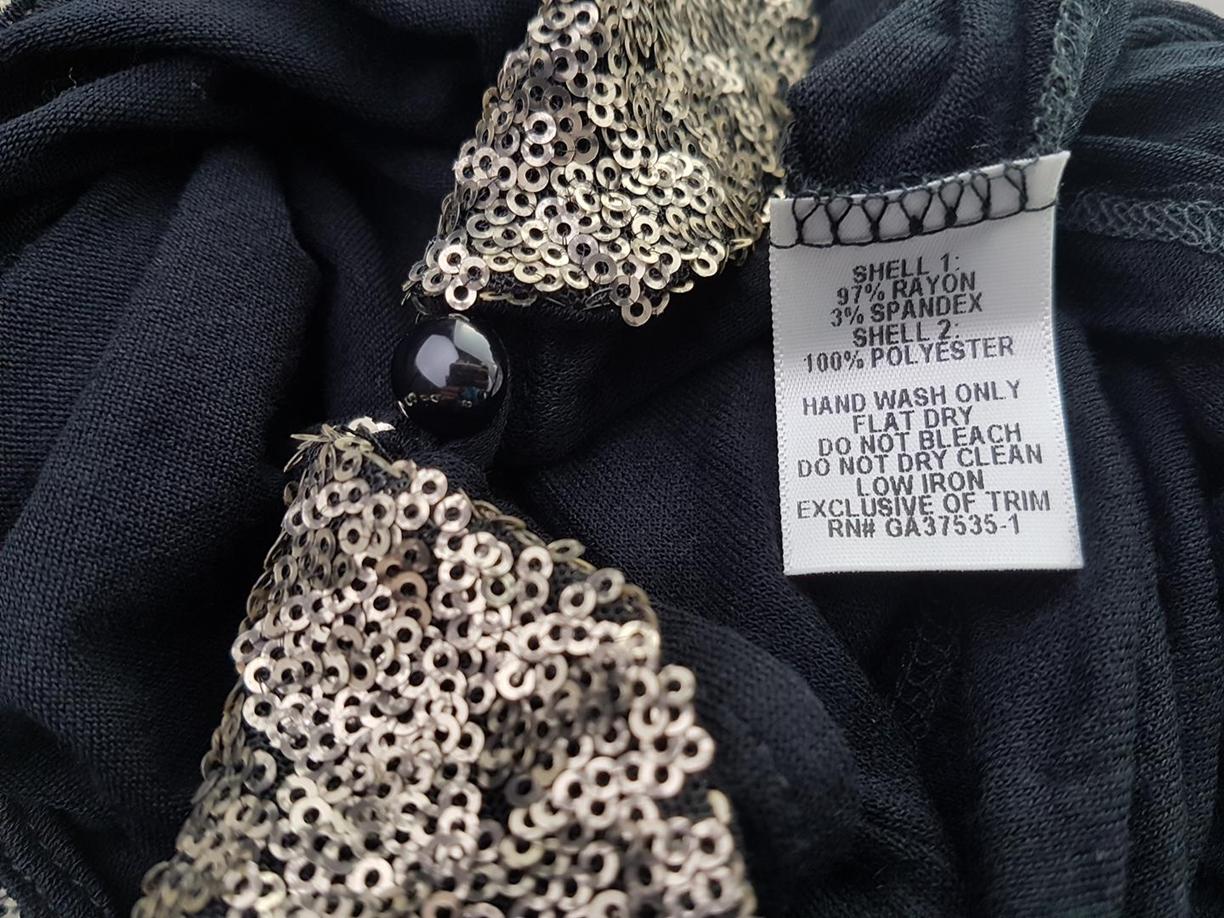 SHELL 1:
97% RAYON
3% SPANDEX
SHELL 2:
100% POLYESTER
HAND WASH ONLY
FLAT DRY
DO NOT BLEACH
DO NOT DRY CLEAN
LOW IRON
EXCLUSIVE OF TRIM
RN# GA37535-1